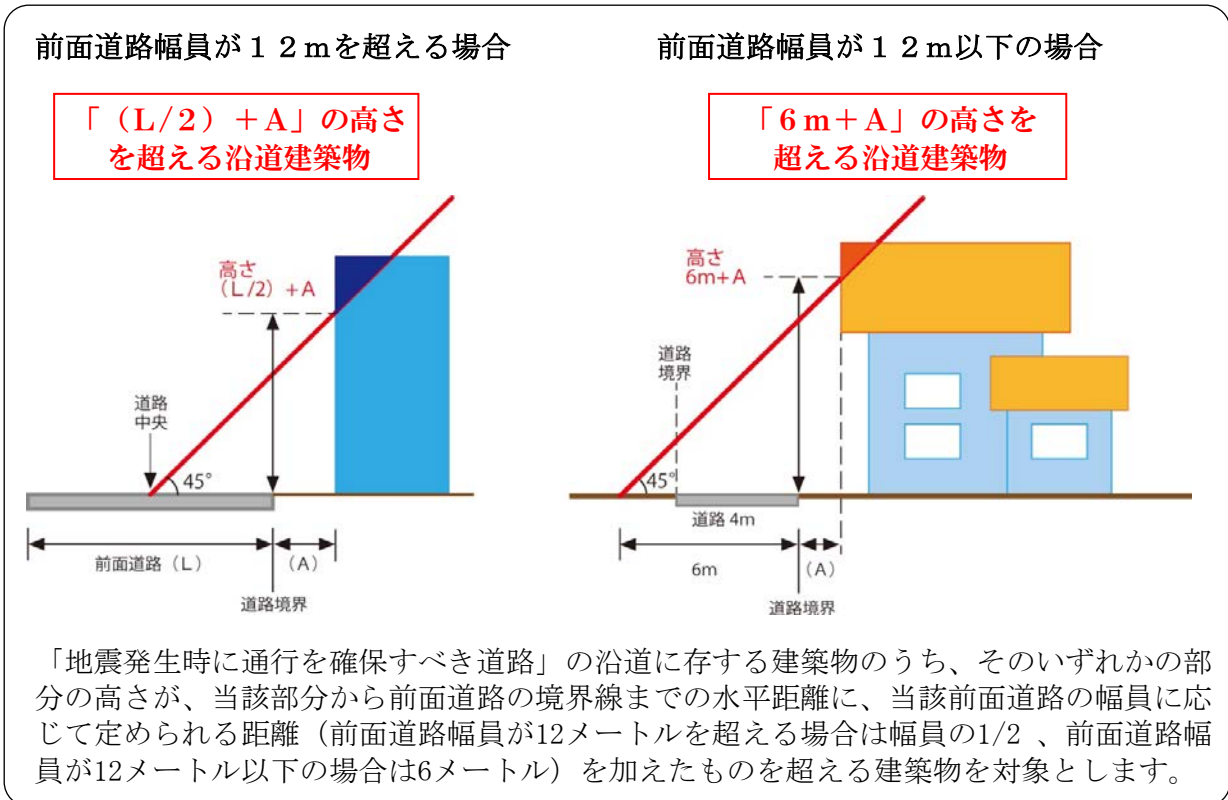 前面道路幅員が１２ｍを超える場合
「（L/2）＋A」の高さ
を超える沿道建築物
高さ
（L/2）+A
道路
中央
45°
前面道路（L）
（A）
道路境界
前面道路幅員が１２ｍ以下の場合
「６ｍ＋A」の高さを
超える沿道建築物
高さ
6m+A
道路
境界
45°
道路 4m
6m
（A）
道路境界
「地震発生時に通行を確保すべき道路」の沿道に存する建築物のうち、そのいずれかの部
分の高さが、当該部分から前面道路の境界線までの水平距離に、当該前面道路の幅員に応
じて定められる距離（前面道路幅員が12メートルを超える場合は幅員の1/2 、前面道路幅
員が12メートル以下の場合は6メートル）を加えたものを超える建築物を対象とします。